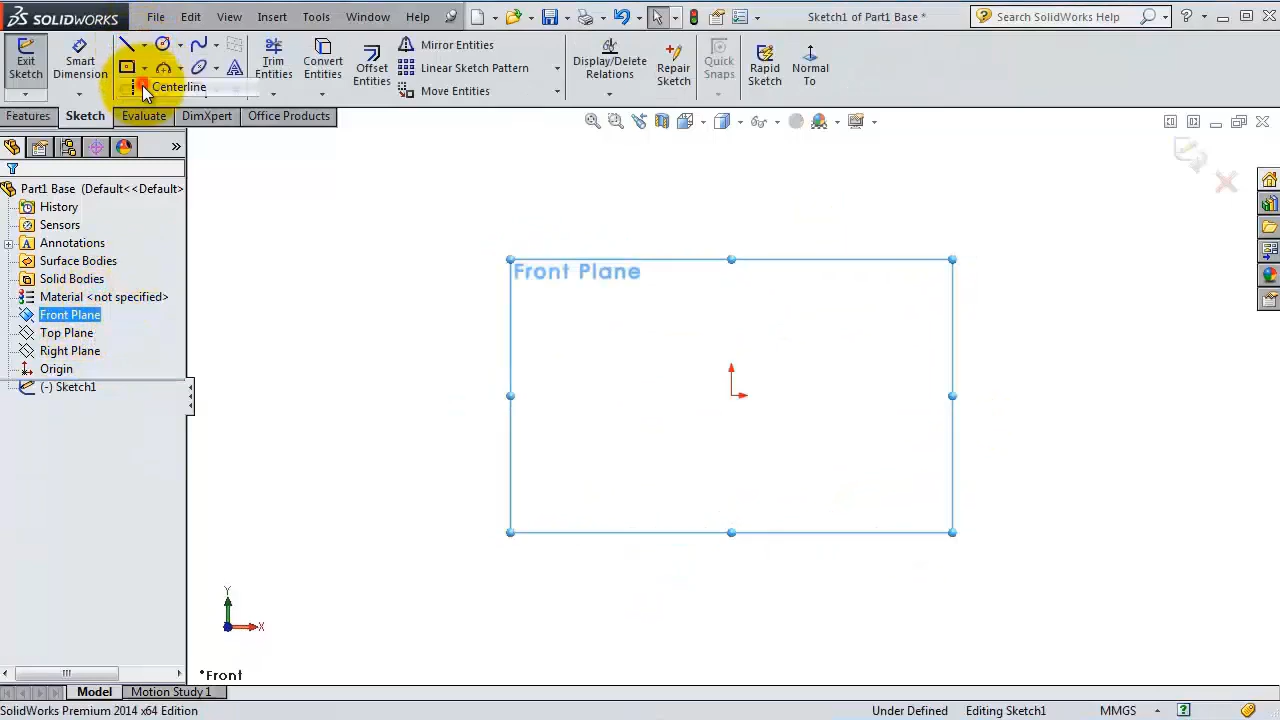 SOLIDWORKS
File Edit View Insert Tools Window Help
Sketch1 of Part1 Base *
Search SolidWorks Help
Exit Sketch
Smart Dimension
Centerline
Trim Entities
Convert Entities
Offset Entities
Mirror Entities
Linear Sketch Pattern
Move Entities
Display/Delete Relations
Repair Sketch
Quick Snaps
Rapid Sketch
Normal To
Features Sketch Evaluate DimXpert Office Products
Part1 Base (Default<<Default>
History
Sensors
Annotations
Surface Bodies
Solid Bodies
Material <not specified>
Front Plane
Top Plane
Right Plane
Origin
(-) Sketch1
Front Plane
Y
X
*Front
Model Motion Study 1
SolidWorks Premium 2014 x64 Edition
Under Defined Editing Sketch1 MMGS